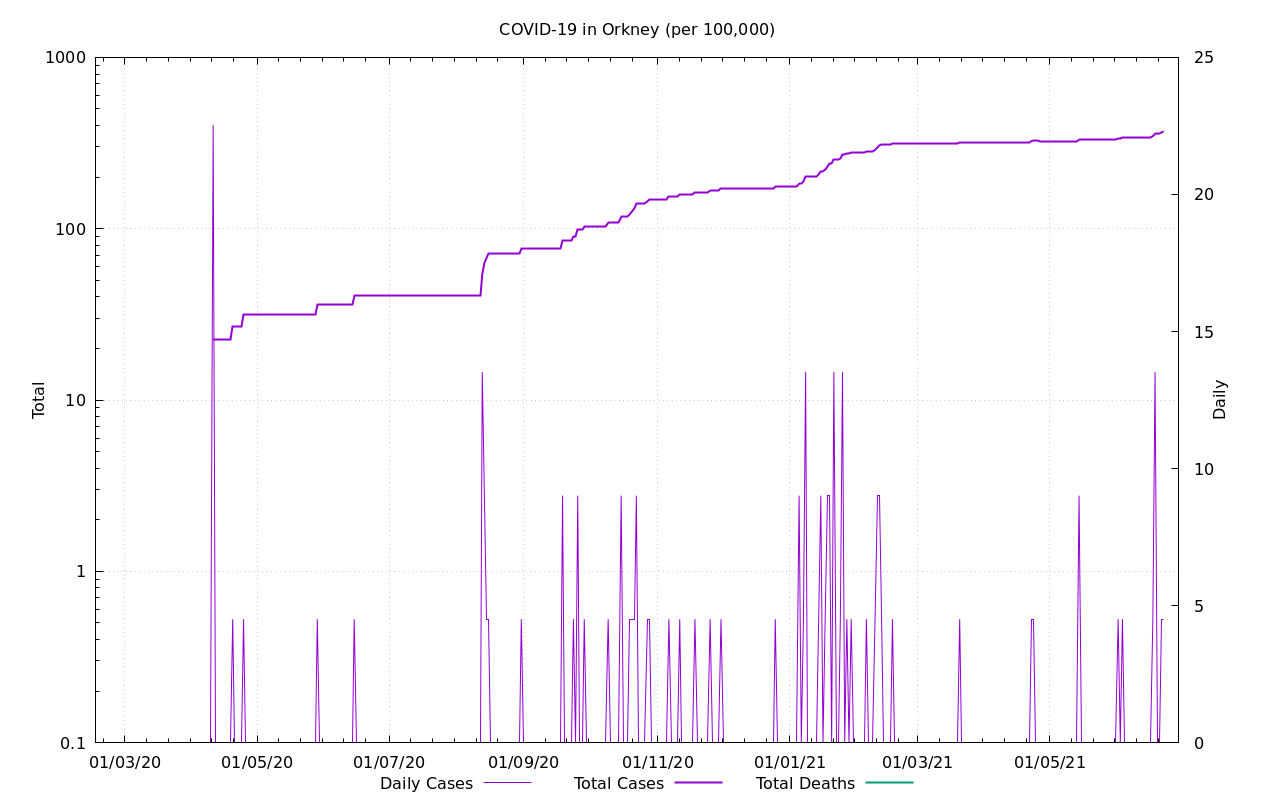 COVID-19 in Orkney (per 100,000)
1000
100
10
1
0.1
Total
25
20
15
10
5
0
Daily
01/03/20 01/05/20 01/07/20 01/09/20 01/11/20 01/01/21 01/03/21 01/05/21
Daily Cases Total Cases Total Deaths